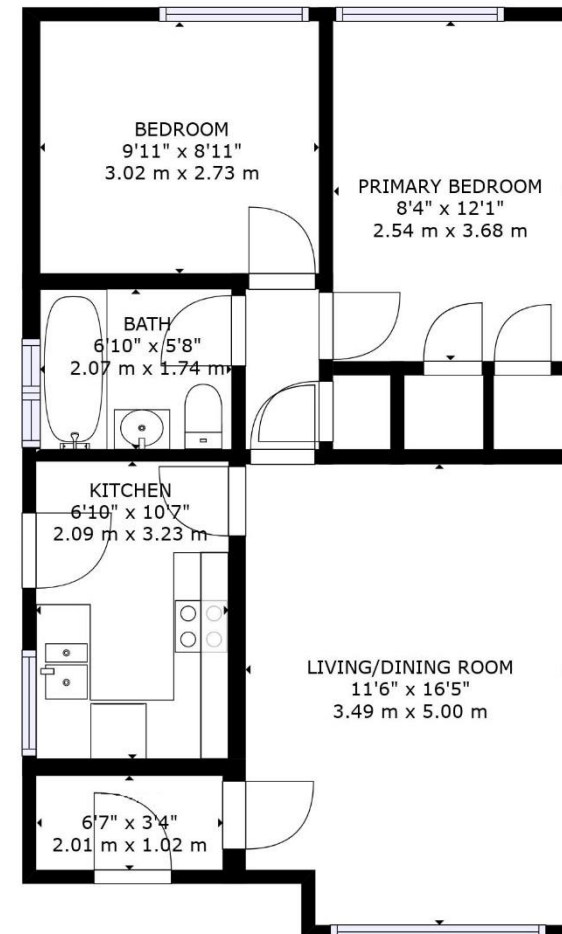 BEDROOM
9'11" x 8'11"
3.02 m x 2.73 m
PRIMARY BEDROOM
8'4" x 12'1"
2.54 m x 3.68 m
BATH
6'10" x 5'8"
2.07 m x 1.74 m
KITCHEN
6'10" x 10'7"
2.09 m x 3.23 m
LIVING/DINING ROOM
11'6" x 16'5"
3.49 m x 5.00 m
6'7" x 3'4"
2.01 m x 1.02 m